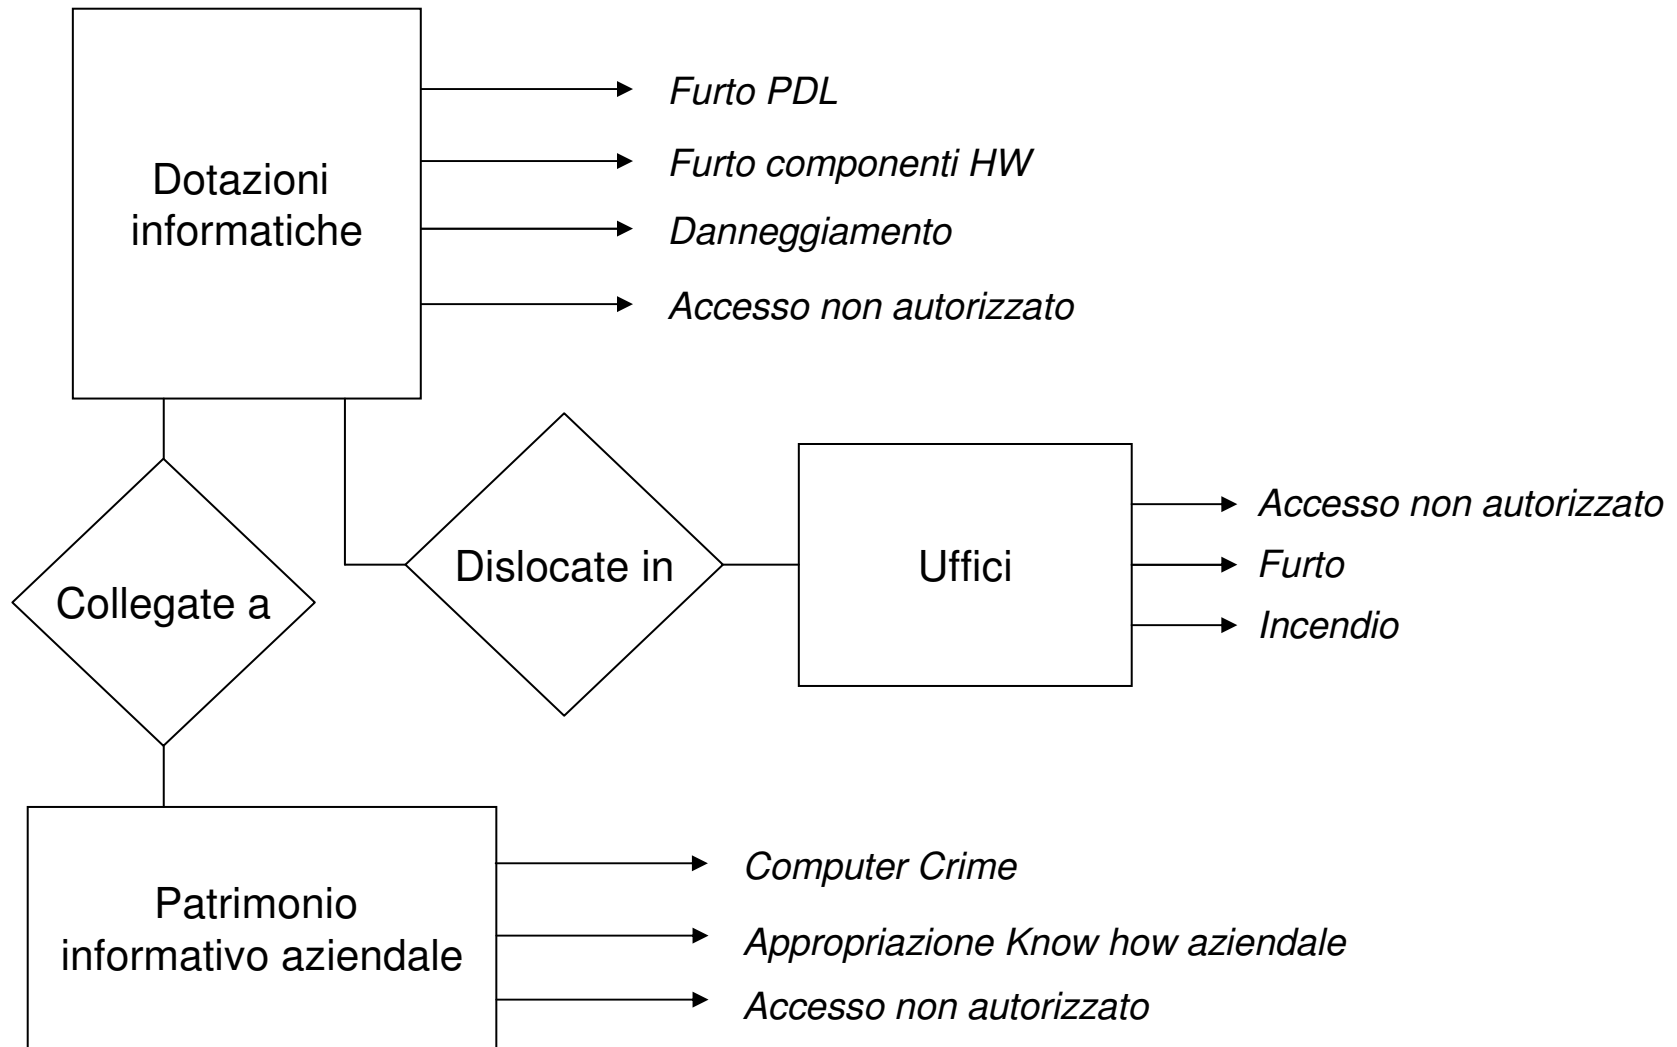 Furto PDL
Furto componenti HW
Dotazioni
informatiche
Danneggiamento
Accesso non autorizzato
Collegate a
Dislocate in
Uffici
Accesso non autorizzato
Furto
Incendio
Patrimonio
informativo aziendale
Computer Crime
Appropriazione Know how aziendale
Accesso non autorizzato